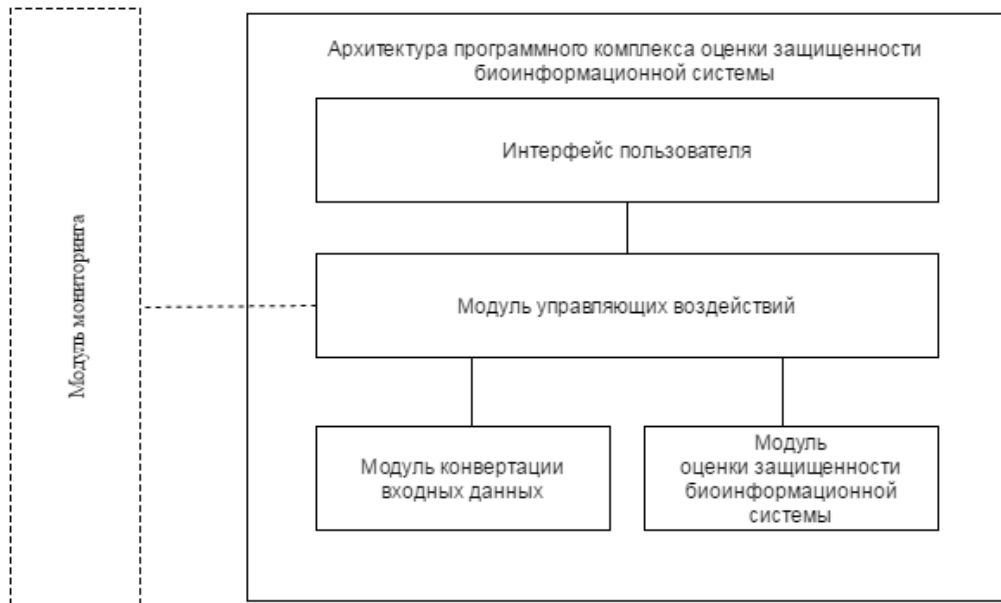 Архитектура программного комплекса оценки защищенности
биоинформационной системы
Интерфейс пользователя
Модуль мониторинга
Модуль управляющих воздействий
Модуль конвертации
входных данных
Модуль
оценки защищенности
биоинформационной
системы